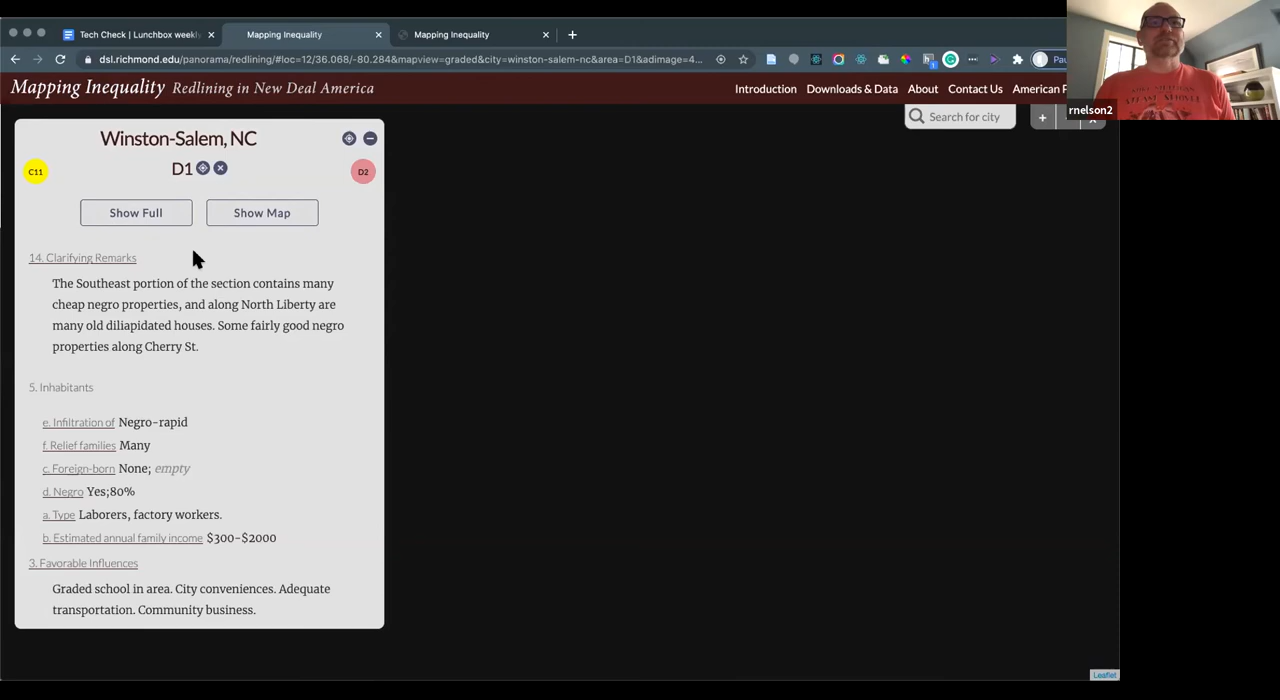 Tech Check | Lunchbox weekly
Mapping Inequality
Mapping Inequality
dsl.richmond.edu/panorama/redlining/#loc=12/36.068/-80.284&mapview=graded&city=winston-salem-nc&area=D1&adimage=4...
Pau
Mapping Inequality Redlining in New Deal America
Introduction Downloads & Data About Contact Us American P
rnelson2
Search for city
Winston-Salem, NC
C11 D1 D2
Show Full Show Map
14. Clarifying Remarks
The Southeast portion of the section contains many
cheap negro properties, and along North Liberty are
many old diliapidated houses. Some fairly good negro
properties along Cherry St.
5. Inhabitants
e. Infiltration of Negro-rapid
f. Relief families Many
c. Foreign-born None; empty
d. Negro Yes;80%
a. Type Laborers, factory workers.
b. Estimated annual family income $300-$2000
3. Favorable Influences
Graded school in area. City conveniences. Adequate
transportation. Community business.
Leaflet